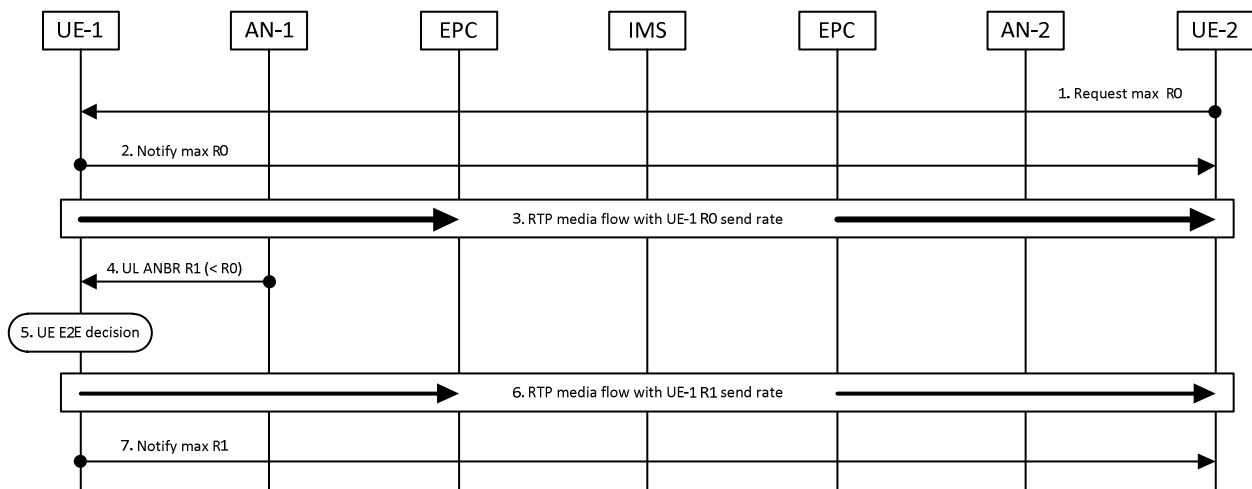 UE-1
AN-1
EPC
IMS
EPC
AN-2
UE-2
1. Request max R0
2. Notify max R0
3. RTP media flow with UE-1 R0 send rate
4. UL ANBR R1 (< R0)
5. UE E2E decision
6. RTP media flow with UE-1 R1 send rate
7. Notify max R1